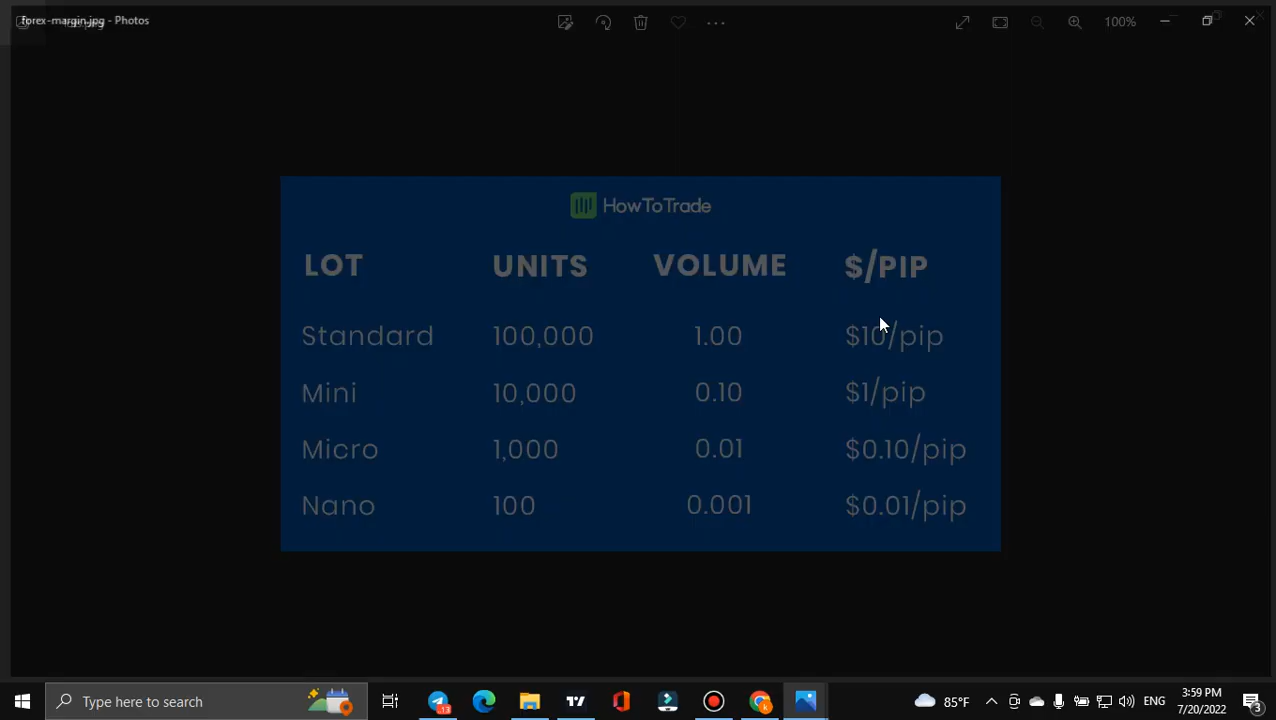 forex-margin.jpg - Photos
100%
HowToTrade
LOT UNITS VOLUME $/PIP
Standard 100,000 1.00 $10/pip
Mini 10,000 0.10 $1/pip
Micro 1,000 0.01 $0.10/pip
Nano 100 0.001 $0.01/pip
Type here to search
13
85°F
ENG
3:59 PM
7/20/2022
3